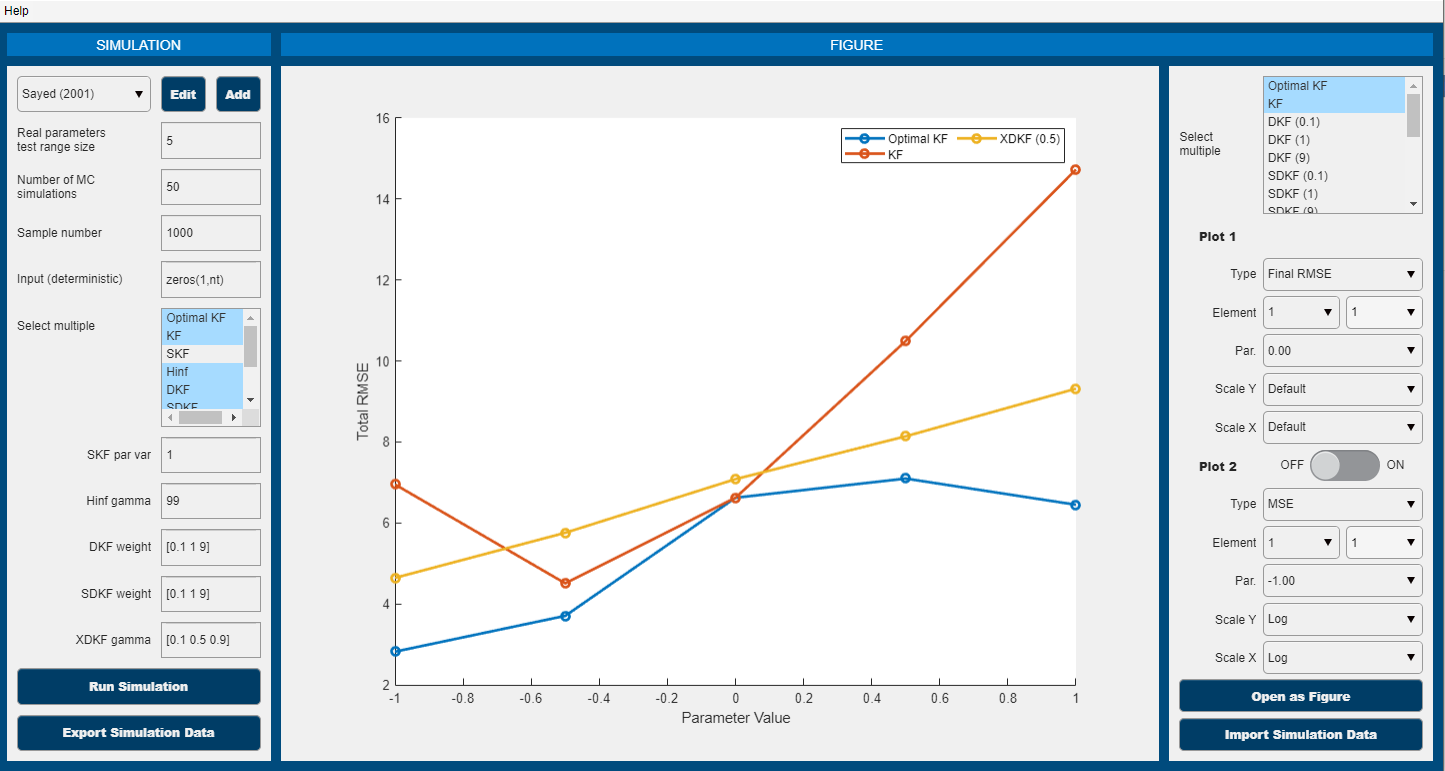 Help
SIMULATION
Sayed (2001)
Edit
Add
Real parameters
test range size
5
Number of MC
simulations
50
Sample number
1000
Input (deterministic)
zeros(1,nt)
Select multiple
Optimal KF
KF
SKF
Hinf
DKF
SDKF
SKF par var
1
Hinf gamma
99
DKF weight
[0.1 1 9]
SDKF weight
[0.1 1 9]
XDKF gamma
[0.1 0.5 0.9]
Run Simulation
Export Simulation Data
FIGURE
Optimal KF
XDKF (0.5)
KF
Total RMSE
16
14
12
10
8
6
4
2
-1
-0.8
-0.6
-0.4
-0.2
0
0.2
0.4
0.6
0.8
1
Parameter Value
Select
multiple
Optimal KF
KF
DKF (0.1)
DKF (1)
DKF (9)
SDKF (0.1)
SDKF (1)
SDKF (9)
Plot 1
Type
Final RMSE
Element
1
1
Par.
0.00
Scale Y
Default
Scale X
Default
Plot 2
OFF
ON
Type
MSE
Element
1
1
Par.
-1.00
Scale Y
Log
Scale X
Log
Open as Figure
Import Simulation Data